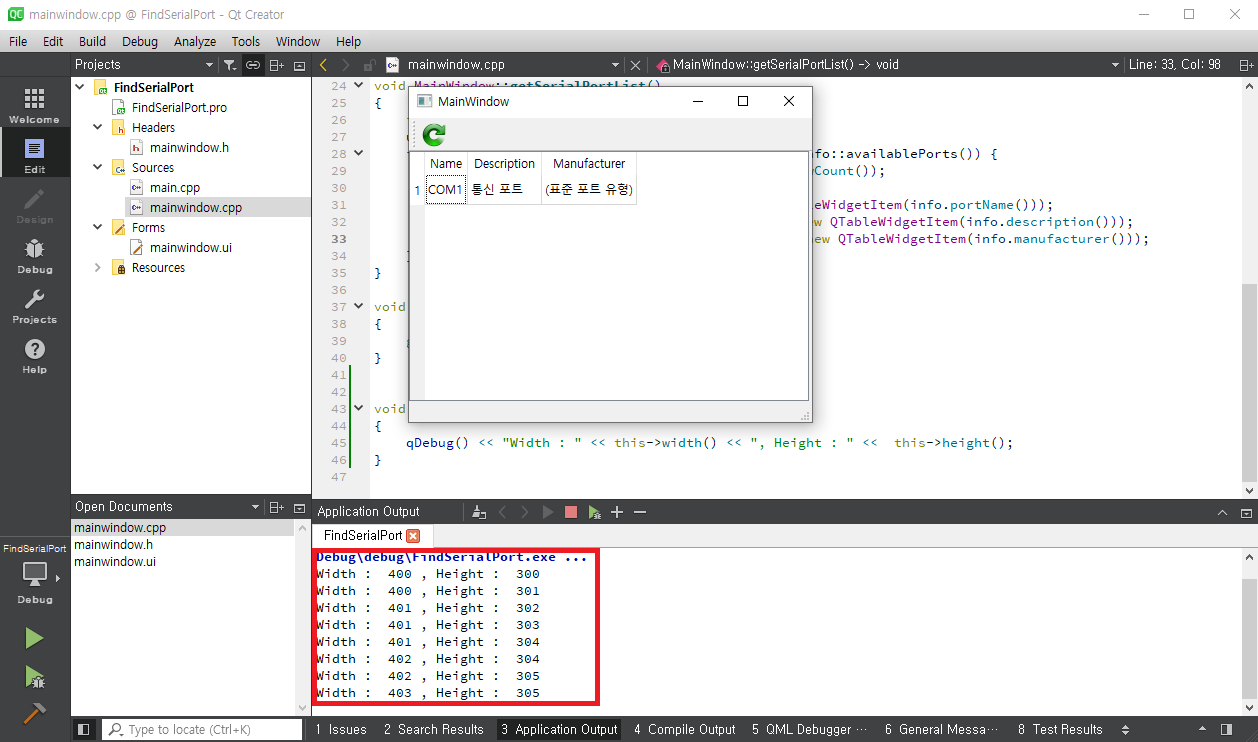 mainwindow.cpp @ FindSerialPort - Qt Creator
File Edit Build Debug Analyze Tools Window Help
Projects
mainwindow.cpp
MainWindow::getSerialPortList() -> void
Line: 33, Col: 98
Welcome
Edit
Design
Debug
Projects
Help
FindSerialPort
FindSerialPort.pro
Headers
mainwindow.h
Sources
main.cpp
mainwindow.cpp
Forms
mainwindow.ui
Resources
24 void MainWindow::getSerialPortList()
25 {
26
27
28 nfo::availablePorts()) {
29 wCount());
30
31 leWidgetItem(info.portName()));
32 w QTableWidgetItem(info.description()));
33 new QTableWidgetItem(info.manufacturer()));
34
35 }
36
37 void
38 {
39
40 }
41
42
43 void
44 {
45 qDebug() << "Width : " << this->width() << ", Height : " << this->height();
46 }
47
MainWindow
Name Description Manufacturer
1 COM1 통신 포트 (표준 포트 유형)
Open Documents
mainwindow.cpp
mainwindow.h
mainwindow.ui
FindSerialPort
Debug
Application Output
FindSerialPort
Debug\debug\FindSerialPort.exe ...
Width : 400 , Height : 300
Width : 400 , Height : 301
Width : 401 , Height : 302
Width : 401 , Height : 303
Width : 401 , Height : 304
Width : 402 , Height : 304
Width : 402 , Height : 305
Width : 403 , Height : 305
Type to locate (Ctrl+K)
1 Issues 2 Search Results 3 Application Output 4 Compile Output 5 QML Debugger ··· 6 General Messa··· 8 Test Results